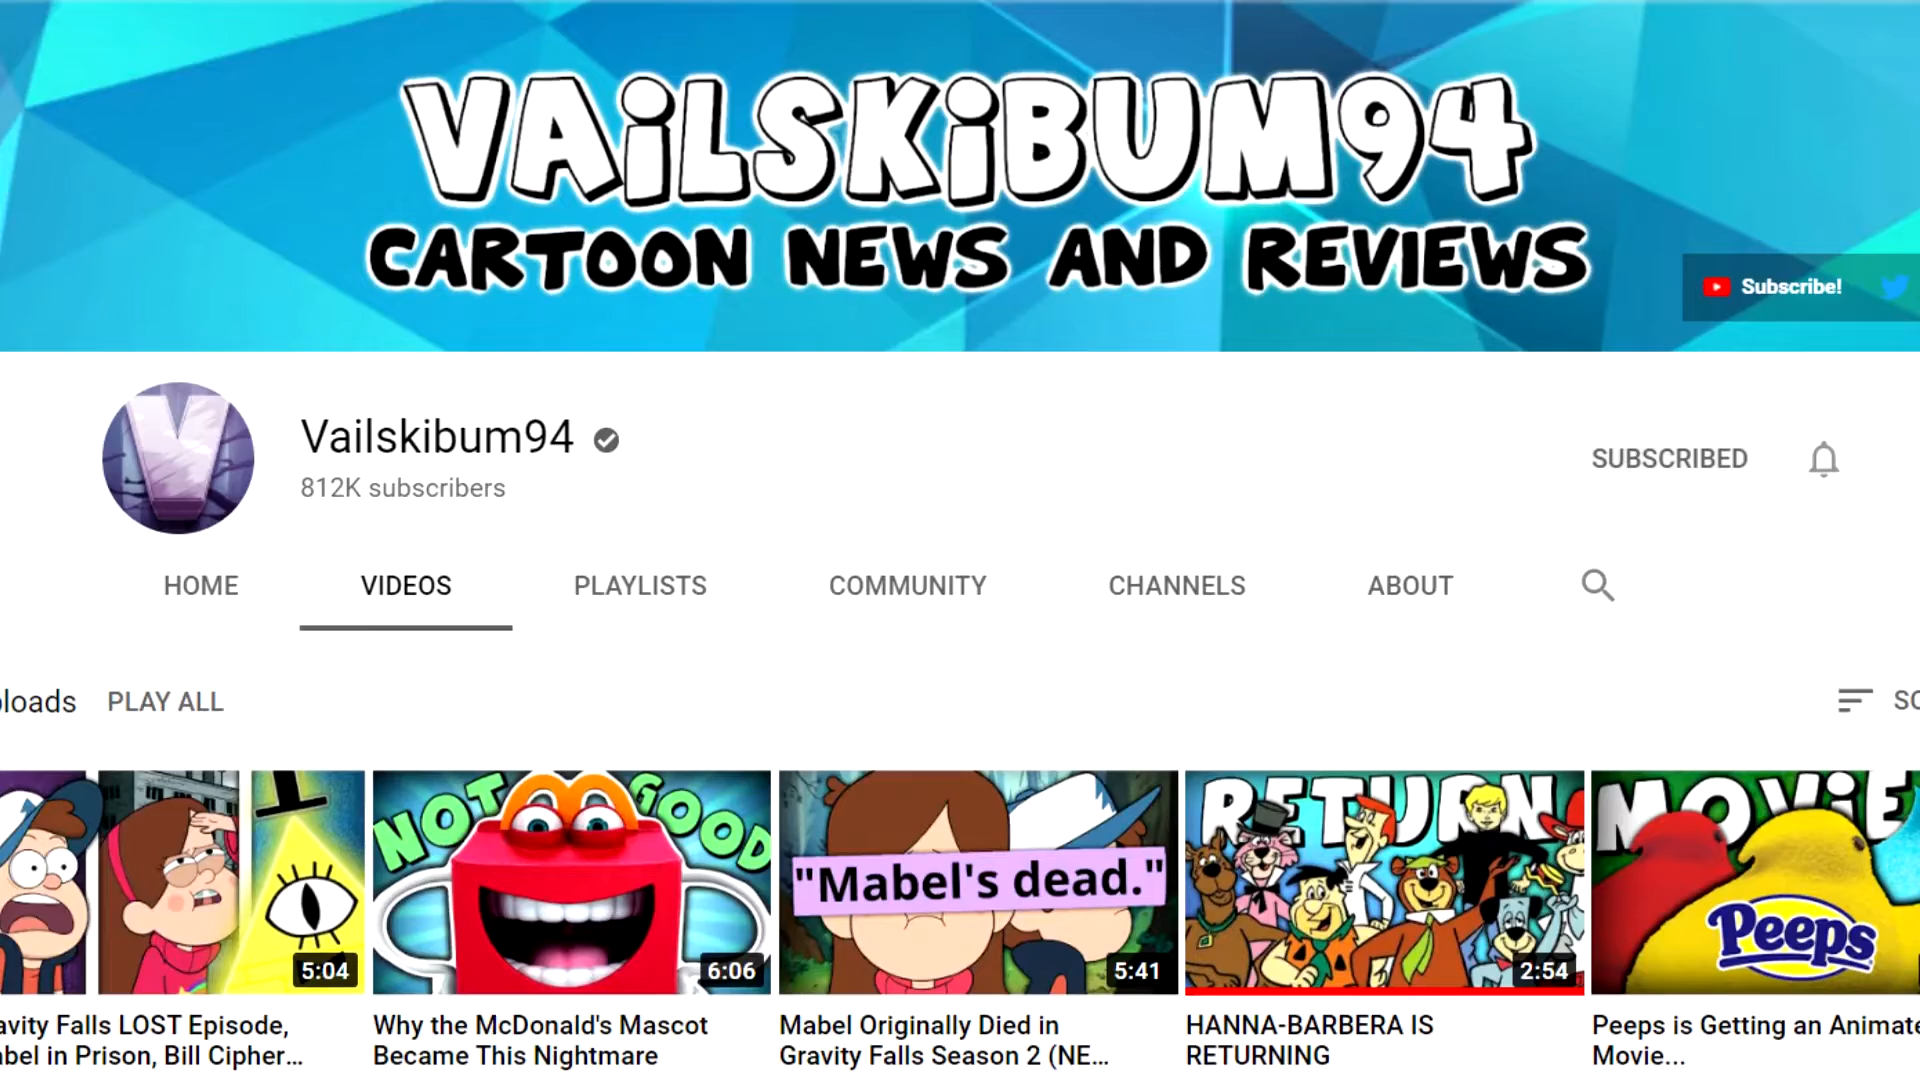 VAiLSKiBUM94
CARTOON NEWS AND REVIEWS
Subscribe!
Vailskibum94
812K subscribers
SUBSCRIBED
HOME
VIDEOS
PLAYLISTS
COMMUNITY
CHANNELS
ABOUT
ploads
PLAY ALL
SO
5:04
NOT GOOD
6:06
"Mabel's dead."
5:41
RETURN
2:54
MOViE
Peeps
avity Falls LOST Episode,
abel in Prison, Bill Cipher...
Why the McDonald's Mascot
Became This Nightmare
Mabel Originally Died in
Gravity Falls Season 2 (NE...
HANNA-BARBERA IS
RETURNING
Peeps is Getting an Animate
Movie...